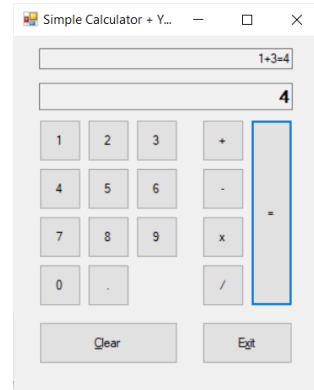 Simple Calculator + Y...
1+3=4
4
1 2 3 +
4 5 6 - =
7 8 9 x
0 . /
Clear Exit